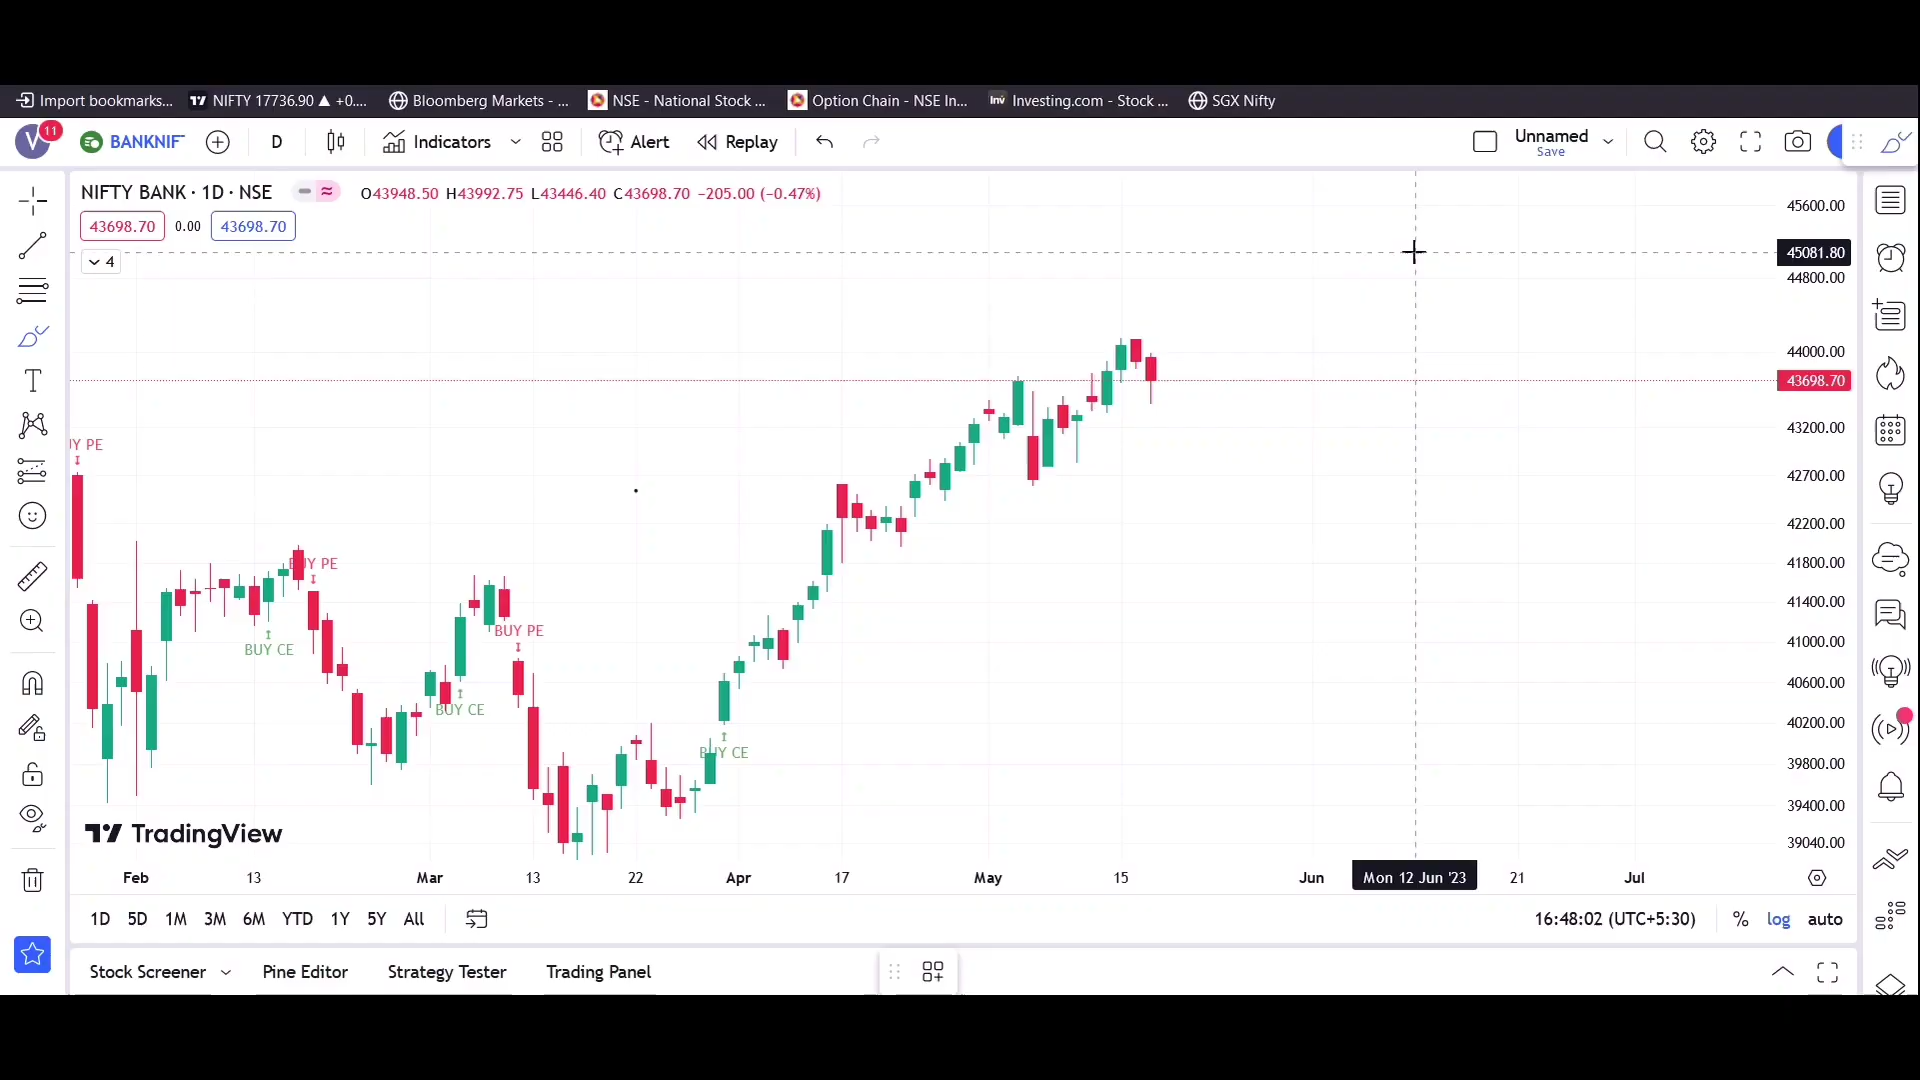 Import bookmarks... NIFTY 17736.90 ▲ +0.... Bloomberg Markets - ... NSE - National Stock ... Option Chain - NSE In... Inv Investing.com - Stock ... SGX Nifty
V 11 BANKNIF D Indicators Alert Replay Unnamed
Save
NIFTY BANK · 1D · NSE O43948.50 H43992.75 L43446.40 C43698.70 −205.00 (−0.47%)
43698.70 0.00 43698.70
4
45600.00
45081.80
44800.00
44000.00
43698.70
43200.00
42700.00
42200.00
41800.00
41400.00
41000.00
40600.00
40200.00
39800.00
39400.00
39040.00
UY PE
BUY PE
BUY CE
BUY PE
BUY CE
BUY CE
TradingView
Feb 13 Mar 13 22 Apr 17 May 15 Jun Mon 12 Jun '23 21 Jul
1D 5D 1M 3M 6M YTD 1Y 5Y All 16:48:02 (UTC+5:30) % log auto
Stock Screener Pine Editor Strategy Tester Trading Panel